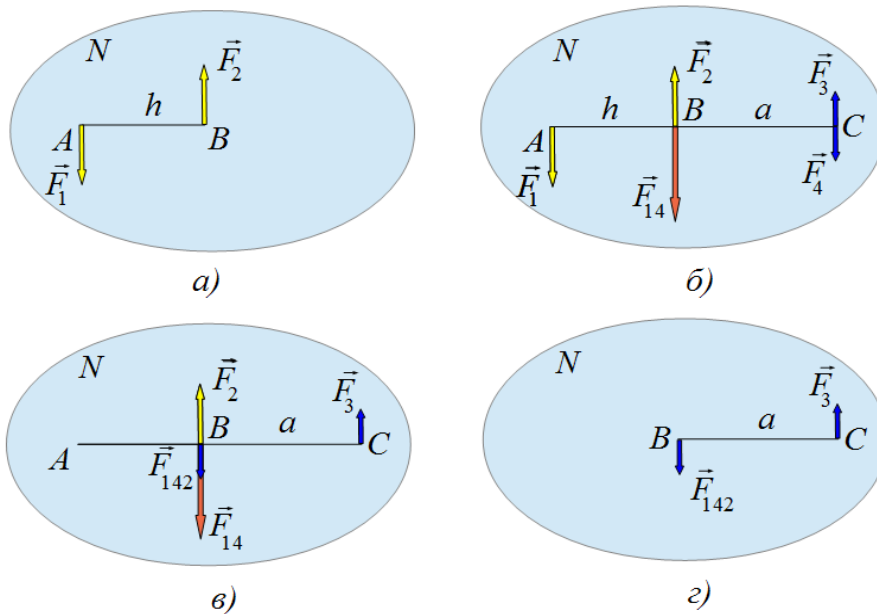 N
F⃗₂
h
A
B
F⃗₁
а)
N
F⃗₂
F⃗₃
h
B
a
A
C
F⃗₁
F⃗₁₄
F⃗₄
б)
N
F⃗₂
F⃗₃
B
a
A
C
F⃗₁₄₂
F⃗₁₄
в)
N
F⃗₃
B
a
C
F⃗₁₄₂
г)